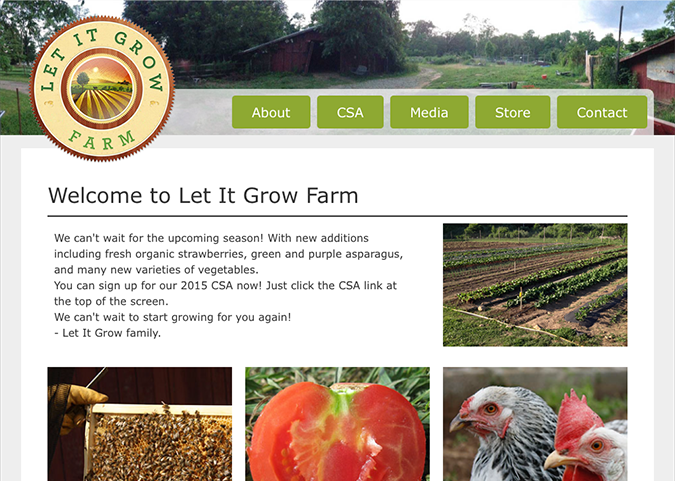 LET IT GROW
FARM
About CSA Media Store Contact
Welcome to Let It Grow Farm
We can't wait for the upcoming season! With new additions
including fresh organic strawberries, green and purple asparagus,
and many new varieties of vegetables.
You can sign up for our 2015 CSA now! Just click the CSA link at
the top of the screen.
We can't wait to start growing for you again!
- Let It Grow family.